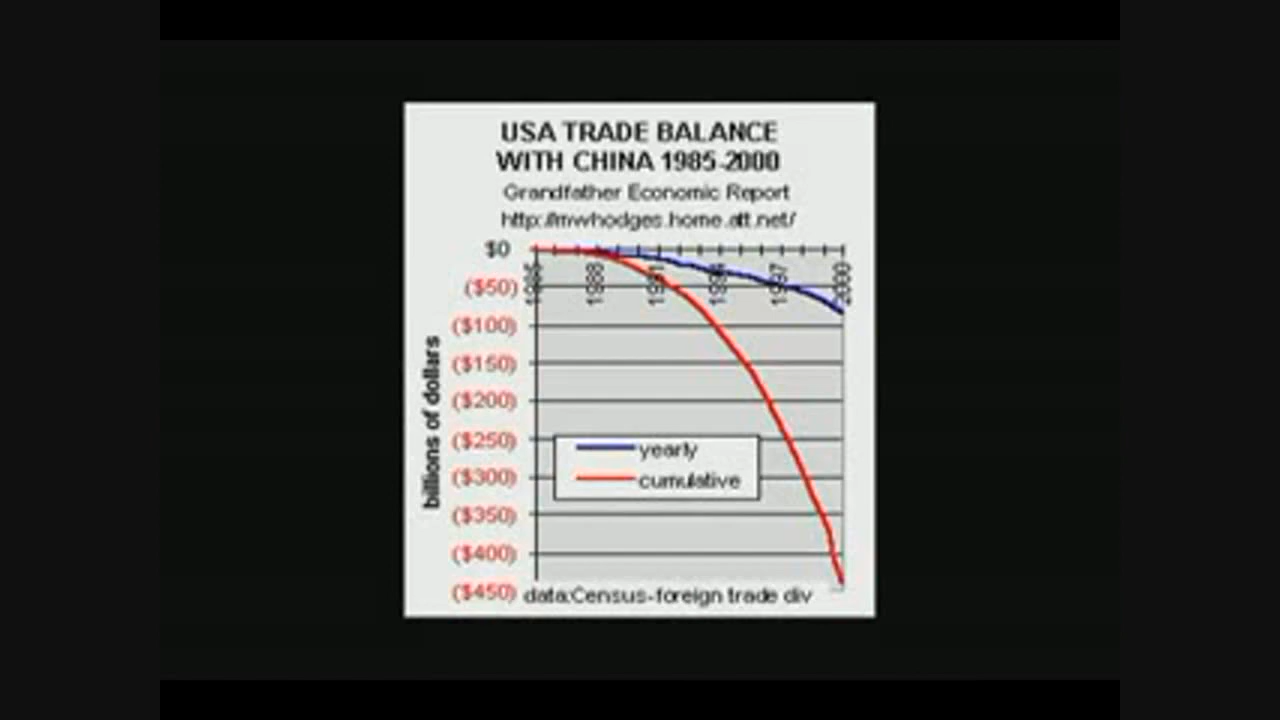 USA TRADE BALANCE
WITH CHINA 1985-2000
Grandfather Economic Report
http://mwhodges.home.att.net/
$0
1985
1988
1991
1994
1997
2000
($50)
($100)
($150)
($200)
($250)
($300)
($350)
($400)
($450)
billions of dollars
yearly
cumulative
data:Census-foreign trade div